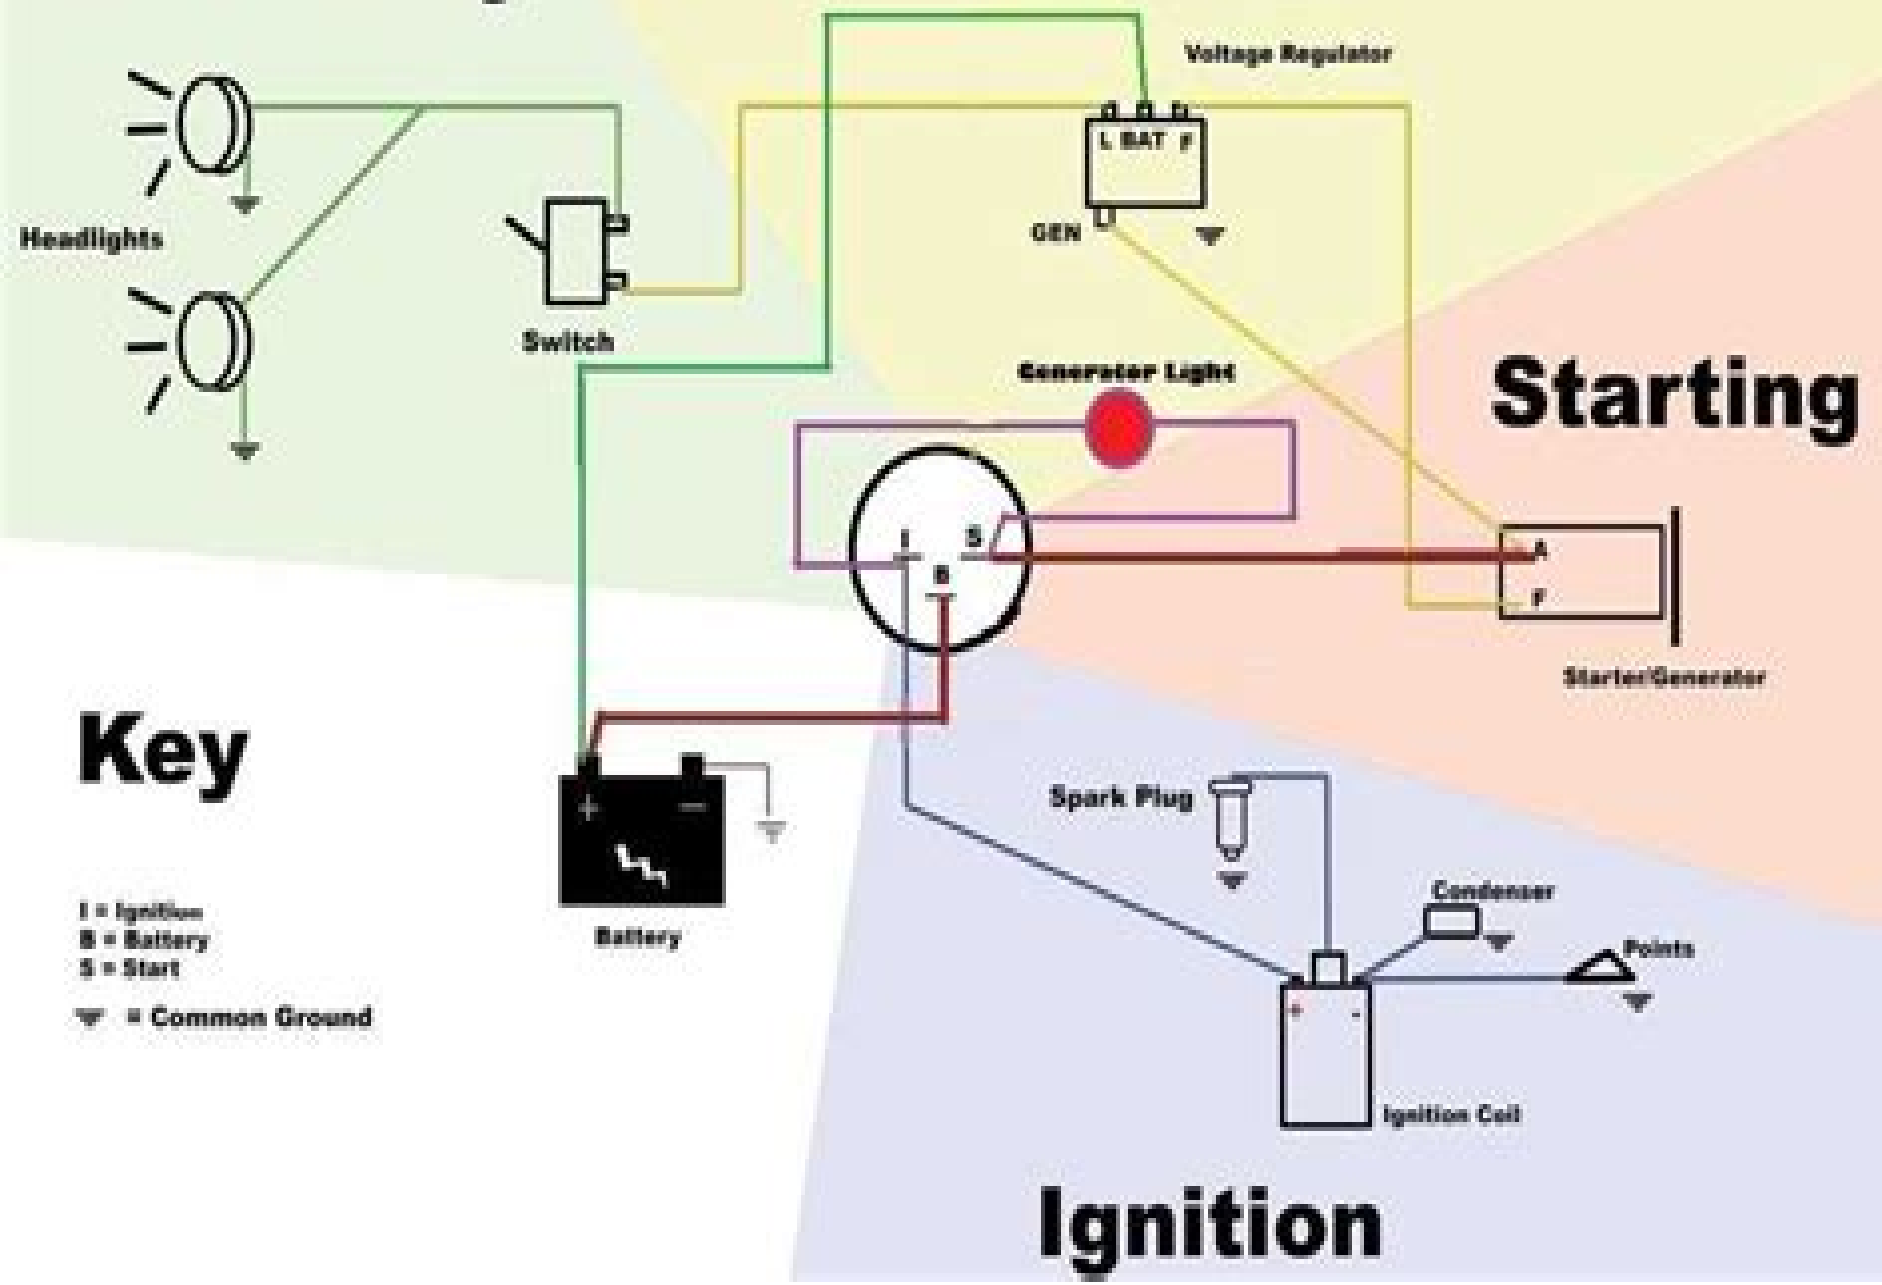 Voltage Regulator
L BAT F
GEN
Headlights
Switch
Generator Light
Starting
I
S
B
A
F
Starter/Generator
Key
+
−
Spark Plug
Condenser
Points
I = Ignition
B = Battery
S = Start
= Common Ground
Battery
+
-
Ignition Coil
Ignition